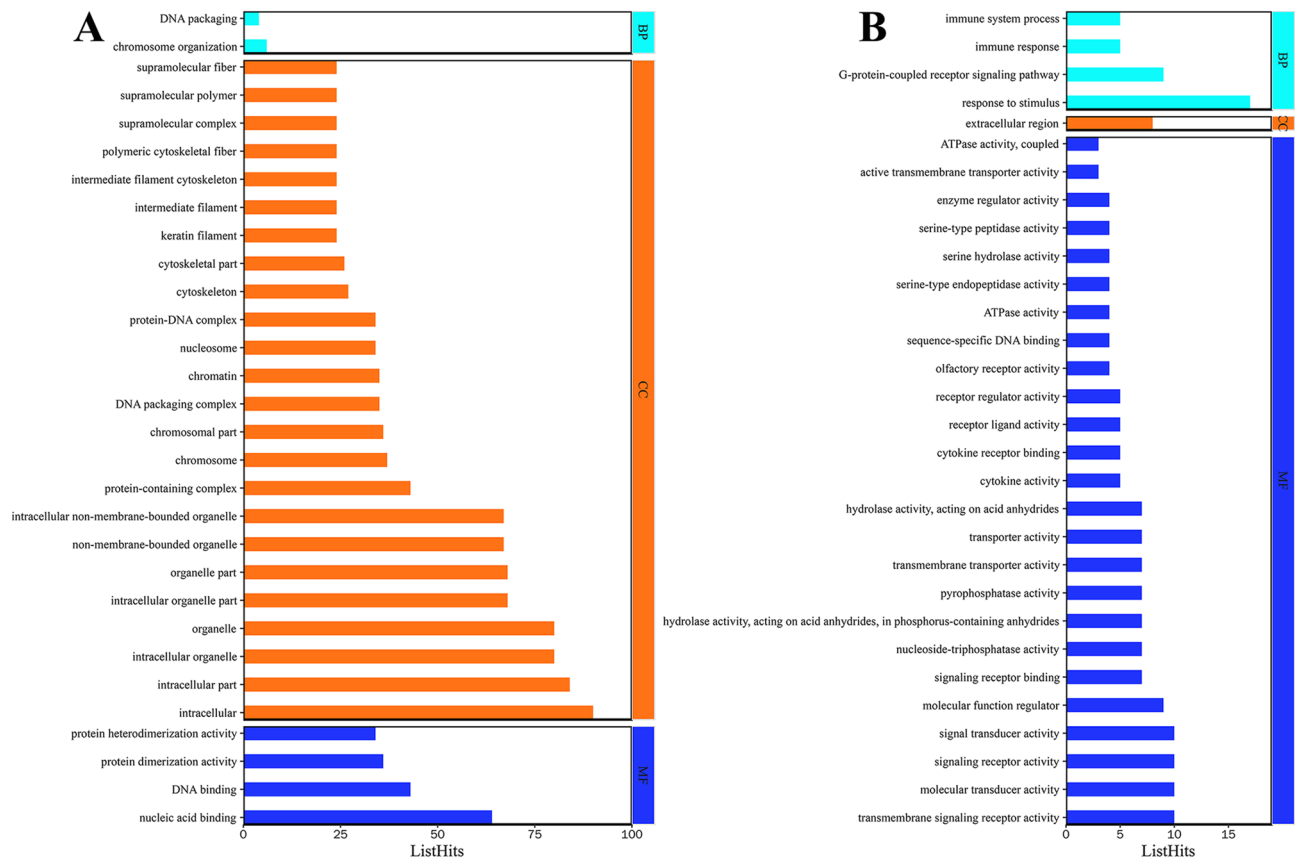 A
DNA packaging
chromosome organization
BP
supramolecular fiber
supramolecular polymer
supramolecular complex
polymeric cytoskeletal fiber
intermediate filament cytoskeleton
intermediate filament
keratin filament
cytoskeletal part
cytoskeleton
protein-DNA complex
nucleosome
chromatin
DNA packaging complex
chromosomal part
chromosome
protein-containing complex
intracellular non-membrane-bounded organelle
non-membrane-bounded organelle
organelle part
intracellular organelle part
organelle
intracellular organelle
intracellular part
intracellular
CC
protein heterodimerization activity
protein dimerization activity
DNA binding
nucleic acid binding
MF
0 25 50 75 100
ListHits
B
immune system process
immune response
G-protein-coupled receptor signaling pathway
response to stimulus
BP
extracellular region
CC
ATPase activity, coupled
active transmembrane transporter activity
enzyme regulator activity
serine-type peptidase activity
serine hydrolase activity
serine-type endopeptidase activity
ATPase activity
sequence-specific DNA binding
olfactory receptor activity
receptor regulator activity
receptor ligand activity
cytokine receptor binding
cytokine activity
hydrolase activity, acting on acid anhydrides
transporter activity
transmembrane transporter activity
pyrophosphatase activity
hydrolase activity, acting on acid anhydrides, in phosphorus-containing anhydrides
nucleoside-triphosphatase activity
signaling receptor binding
molecular function regulator
signal transducer activity
signaling receptor activity
molecular transducer activity
transmembrane signaling receptor activity
MF
0 5 10 15
ListHits